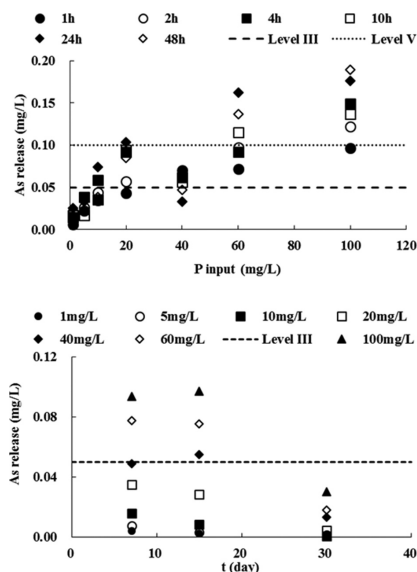 1h 2h 4h 10h
24h 48h Level III Level V
0.20
0.15
0.10
0.05
0.00
As release (mg/L)
0 20 40 60 80 100 120
P input (mg/L)
1mg/L 5mg/L 10mg/L 20mg/L
40mg/L 60mg/L Level III 100mg/L
0.12
0.08
0.04
0.00
As release (mg/L)
0 10 20 30 40
t (day)